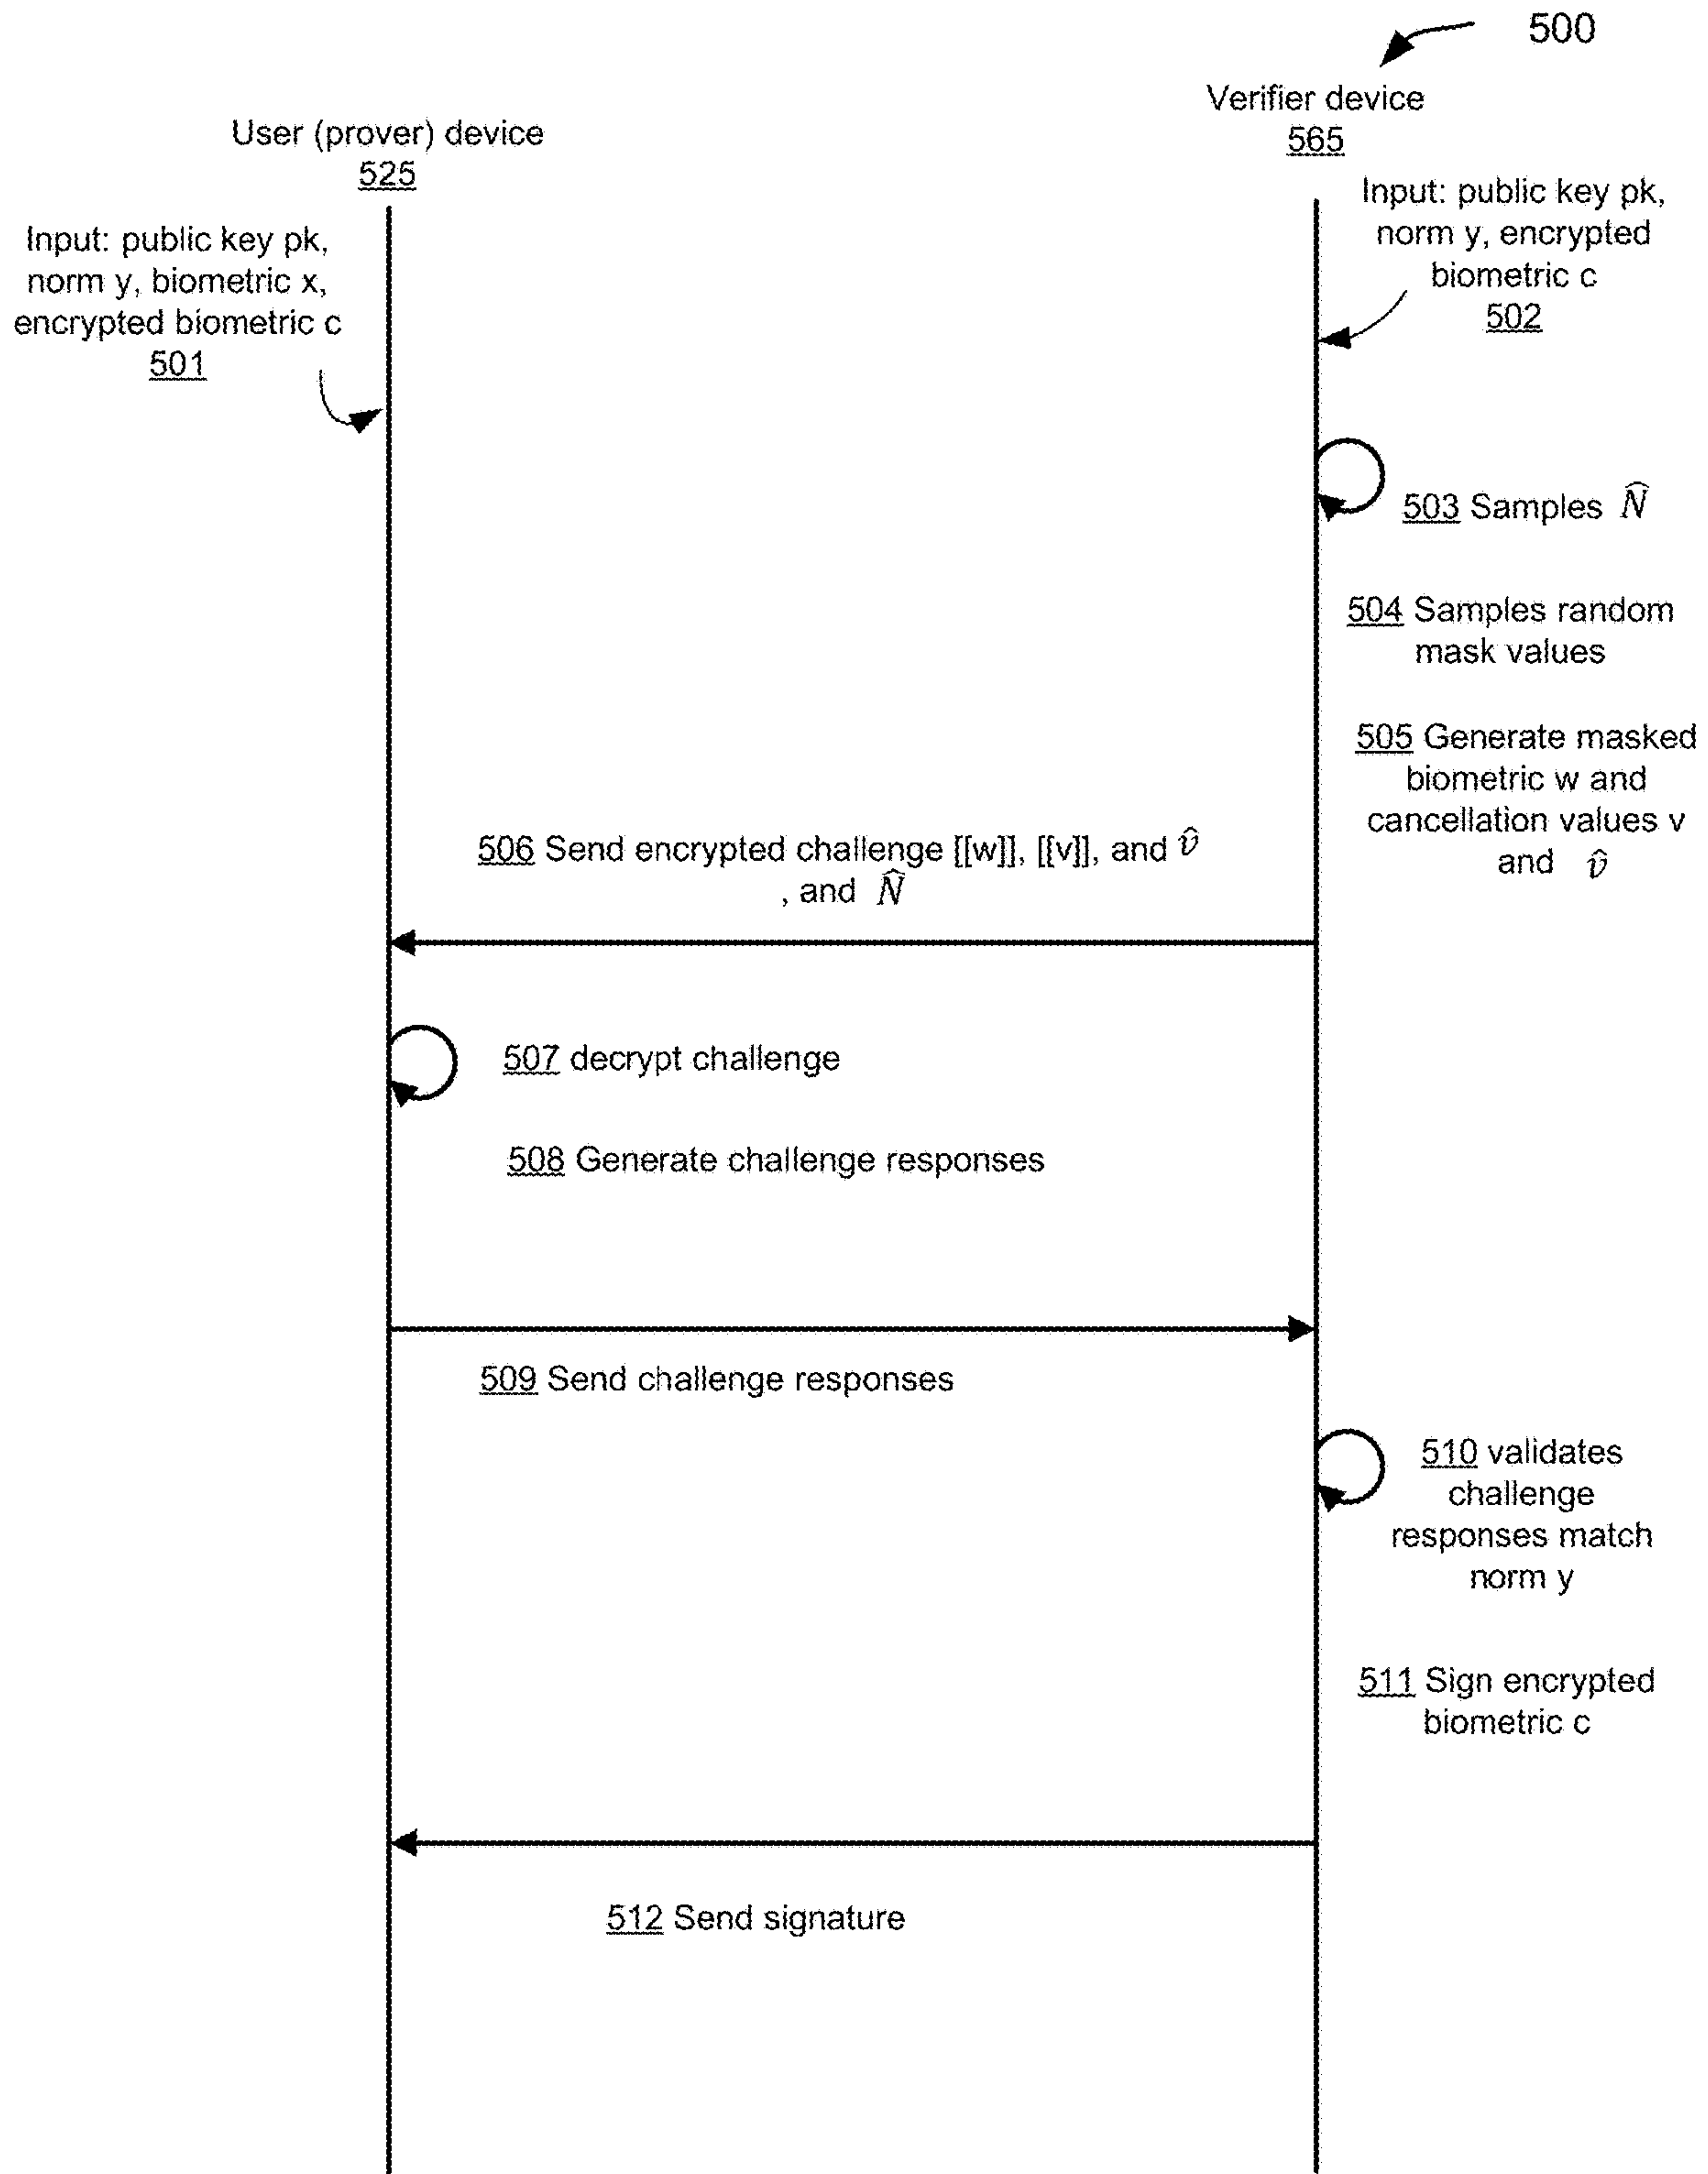 500
Verifier device
565
User (prover) device
525
Input: public key pk,
norm y, encrypted
biometric c
502
Input: public key pk,
norm y, biometric x,
encrypted biometric c
501
503 Samples N̂
504 Samples random
mask values
505 Generate masked
biometric w and
cancellation values v
and v̂
506 Send encrypted challenge [[w]], [[v]], and v̂
, and N̂
507 decrypt challenge
508 Generate challenge responses
509 Send challenge responses
510 validates
challenge
responses match
norm y
511 Sign encrypted
biometric c
512 Send signature